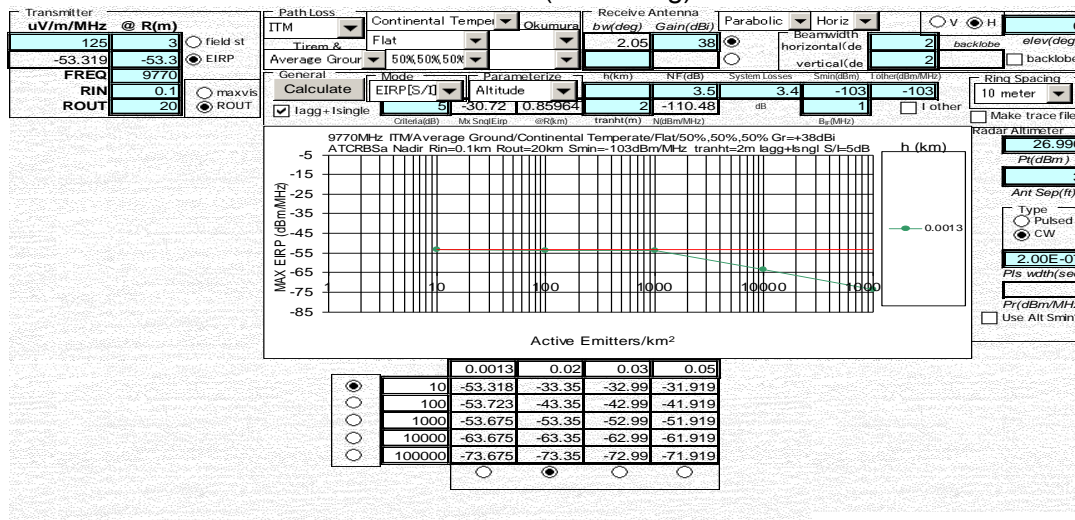 Transmitter
uV/m/MHz @ R(m)
125 3 field st
-53.319 -53.3 EIRP
FREQ 9770
RIN 0.1 maxvis
ROUT 20 ROUT
Path Loss
ITM Continental Temper Okumura
Tirem & Flat
Average Grour 50%,50%,50%
Receive Antenna
bw(deg) Gain(dBi) Parabolic Horiz V H
2.05 38
Beamwidth
horizontal(de 2 backlobe elev(deg
vertical(de 2 backlobe
General Mode Parameterize h(km) NF(dB) System Losses Smin(dBm) Iother(dBm/MHz) Ring Spacing
Calculate EIRP[S/I] Altitude 3.5 3.4 -103 -103 10 meter
Iagg+Isingle 5 -30.72 0.85964 2 -110.48 dB 1 I other
Criteria(dB) Mx SnglEirp @R(km) tranht(m) N(dBm/MHz) (MHz) Make trace file
9770MHz ITM/Average Ground/Continental Temperate/Flat/50%,50%,50% Gr=+38dBi
ATCRBSa Nadir Rin=0.1km Rout=20km Smin=-103dBm/MHz tranht=2m Iagg+Isngl S/I=5dB
h (km)
0.0013
MAX EIRP (dBm/MHz)
-5
-15
-25
-35
-45
-55
-65
-75
-85
1 10 100 1000 10000
Active Emitters/km²
Radar Altimeter
26.990
Pt(dBm)
Ant Sep(ft)
Type
Pulsed
CW
2.00E-0
Pls wdth(sec
Pr(dBm/MHz
Use Alt Smin
0.0013 0.02 0.03 0.05
10 -53.318 -33.35 -32.99 -31.919
100 -53.723 -43.35 -42.99 -41.919
1000 -53.675 -53.35 -52.99 -51.919
10000 -63.675 -63.35 -62.99 -61.919
100000 -73.675 -73.35 -72.99 -71.919